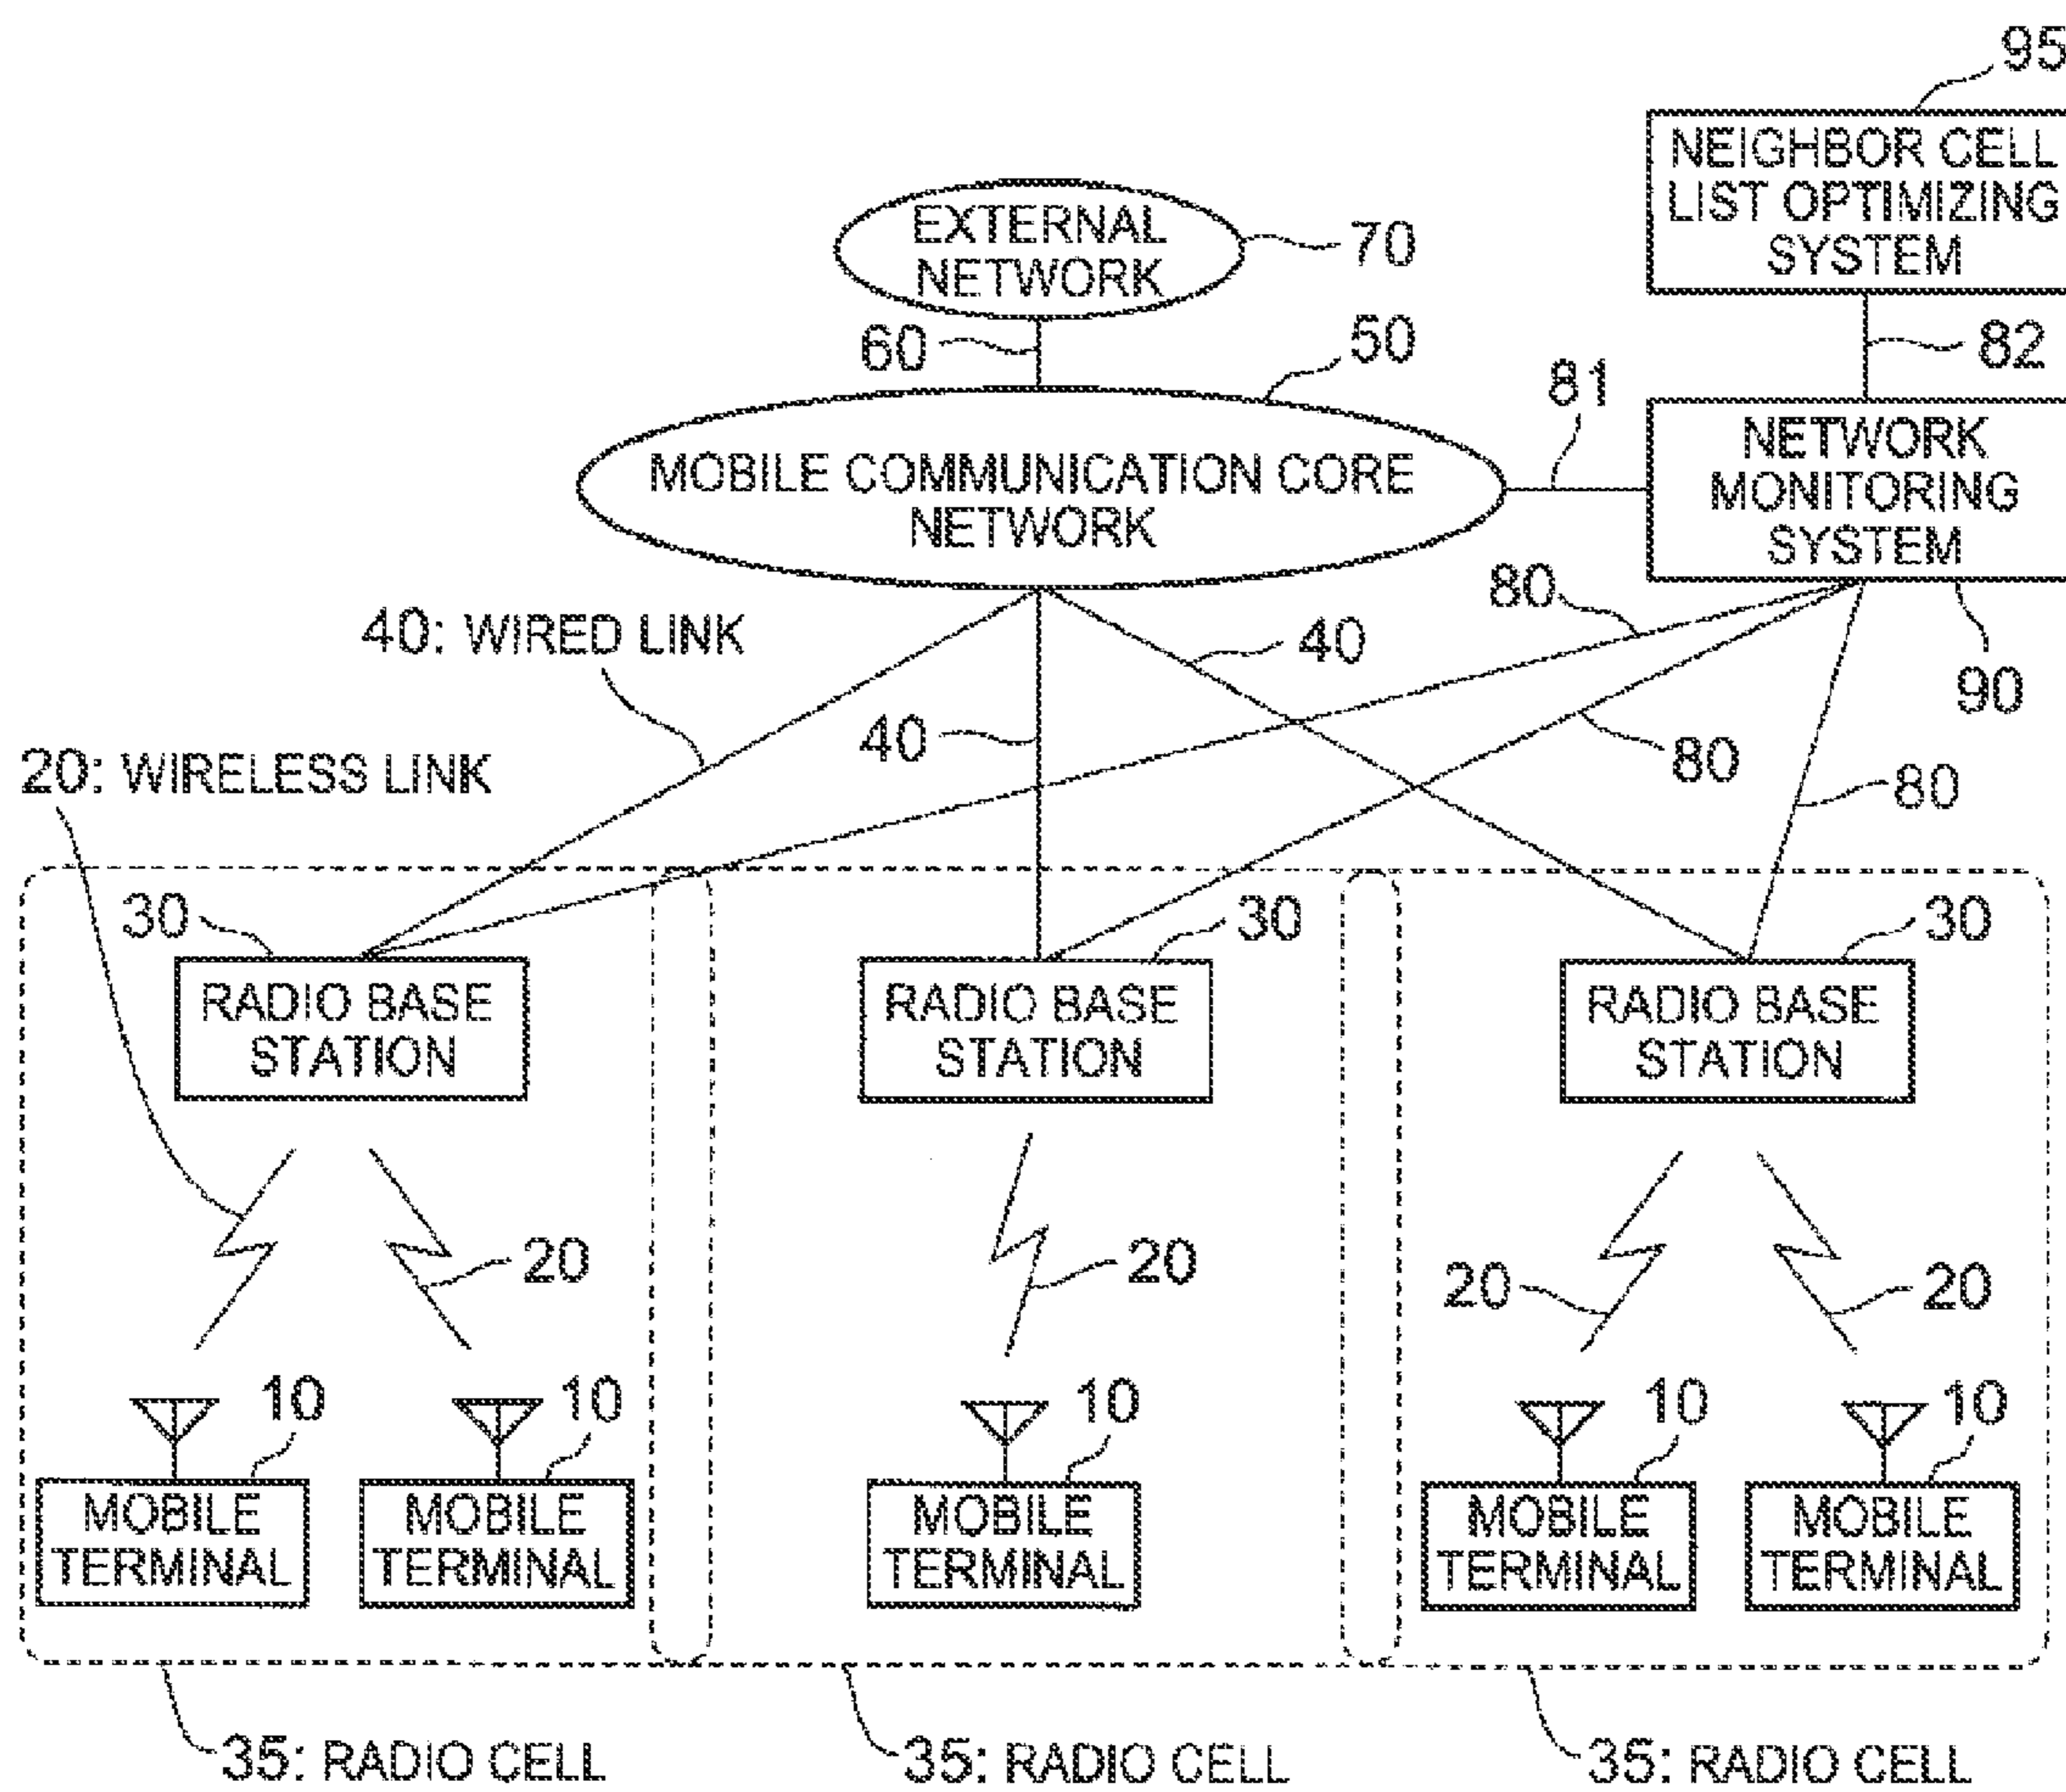 95
NEIGHBOR CELL
LIST OPTIMIZING
SYSTEM
EXTERNAL
NETWORK
70
60
50
82
81
MOBILE COMMUNICATION CORE
NETWORK
NETWORK
MONITORING
SYSTEM
80
40: WIRED LINK
40
90
40
80
20: WIRELESS LINK
80
30
30
30
RADIO BASE
STATION
RADIO BASE
STATION
RADIO BASE
STATION
20
20
20
20
10
10
10
10
10
MOBILE
TERMINAL
MOBILE
TERMINAL
MOBILE
TERMINAL
MOBILE
TERMINAL
MOBILE
TERMINAL
35: RADIO CELL
35: RADIO CELL
35: RADIO CELL